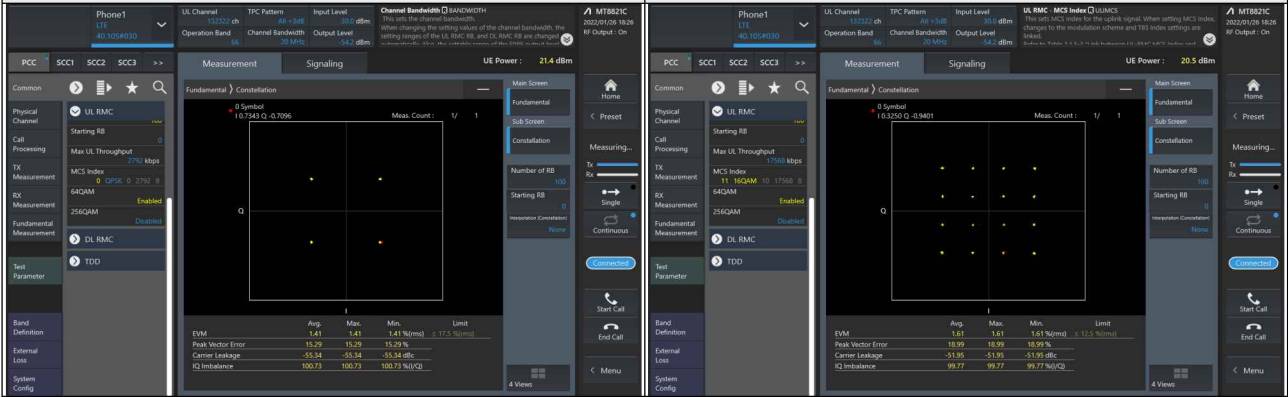 Phone1
LTE
40.105#030
UL Channel
132322 ch
TPC Pattern
All +3dB
Input Level
30.0 dBm
Operation Band
66
Channel Bandwidth
20 MHz
Output Level
-54.2 dBm
Channel Bandwidth BANDWIDTH
This sets the channel bandwidth.
When changing the setting values of the channel bandwidth, the
setting ranges of the UL RMC RB, and DL RMC RB are changed
MT8821C
2022/01/26 18:26
RF Output : On
PCC SCC1 SCC2 SCC3 >>
Measurement
Signaling
UE Power : 21.4 dBm
Common
Physical
Channel
Call
Processing
TX
Measurement
RX
Measurement
Fundamental
Measurement
Test
Parameter
Band
Definition
External
Loss
System
Config
UL RMC
Starting RB
0
Max UL Throughput
2792 kbps
MCS Index
0 QPSK 0 2792 8
64QAM
Enabled
256QAM
Disabled
DL RMC
TDD
Fundamental > Constellation
0 Symbol
I 0.7343 Q -0.7096
Meas. Count : 1/ 1
Q
I
Avg. Max. Min. Limit
EVM 1.41 1.41 1.41 %(rms) ≤ 17.5 %(rms)
Peak Vector Error 15.29 15.29 15.29 %
Carrier Leakage -55.34 -55.34 -55.34 dBc
IQ Imbalance 100.73 100.73 100.73 %(I/Q)
Main Screen
Fundamental
Sub Screen
Constellation
Number of RB
100
Starting RB
0
Interpolation (Constellation)
None
4 Views
Home
< Preset
Measuring...
Tx
Rx
Single
Continuous
Connected
Start Call
End Call
< Menu
Phone1
LTE
40.105#030
UL Channel
132322 ch
TPC Pattern
All +3dB
Input Level
30.0 dBm
Operation Band
66
Channel Bandwidth
20 MHz
Output Level
-54.2 dBm
UL RMC - MCS Index ULIMCS
This sets MCS index for the uplink signal. When setting MCS Index,
changes to the modulation scheme and TBS Index settings are
linked.
MT8821C
2022/01/26 18:26
RF Output : On
PCC SCC1 SCC2 SCC3 >>
Measurement
Signaling
UE Power : 20.5 dBm
Common
Physical
Channel
Call
Processing
TX
Measurement
RX
Measurement
Fundamental
Measurement
Test
Parameter
Band
Definition
External
Loss
System
Config
UL RMC
Starting RB
0
Max UL Throughput
17568 kbps
MCS Index
11 16QAM 10 17568 8
64QAM
Enabled
256QAM
Disabled
DL RMC
TDD
Fundamental > Constellation
0 Symbol
I 0.3250 Q -0.9401
Meas. Count : 1/ 1
Q
I
Avg. Max. Min. Limit
EVM 1.61 1.61 1.61 %(rms) ≤ 12.5 %(rms)
Peak Vector Error 18.99 18.99 18.99 %
Carrier Leakage -51.95 -51.95 -51.95 dBc
IQ Imbalance 99.77 99.77 99.77 %(I/Q)
Main Screen
Fundamental
Sub Screen
Constellation
Number of RB
100
Starting RB
0
Interpolation (Constellation)
None
4 Views
Home
< Preset
Measuring...
Tx
Rx
Single
Continuous
Connected
Start Call
End Call
< Menu